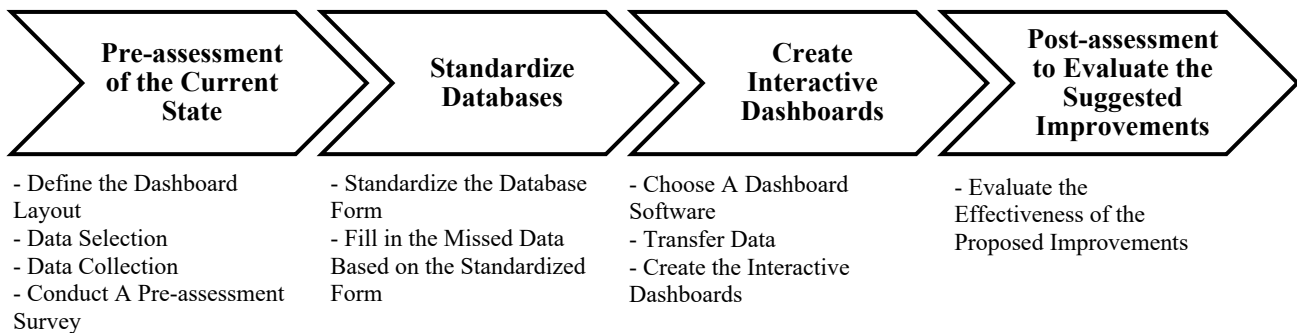 Pre-assessment
of the Current
State
Standardize
Databases
Create
Interactive
Dashboards
Post-assessment
to Evaluate the
Suggested
Improvements
- Define the Dashboard
Layout
- Data Selection
- Data Collection
- Conduct A Pre-assessment
Survey
- Standardize the Database
Form
- Fill in the Missed Data
Based on the Standardized
Form
- Choose A Dashboard
Software
- Transfer Data
- Create the Interactive
Dashboards
- Evaluate the
Effectiveness of the
Proposed Improvements